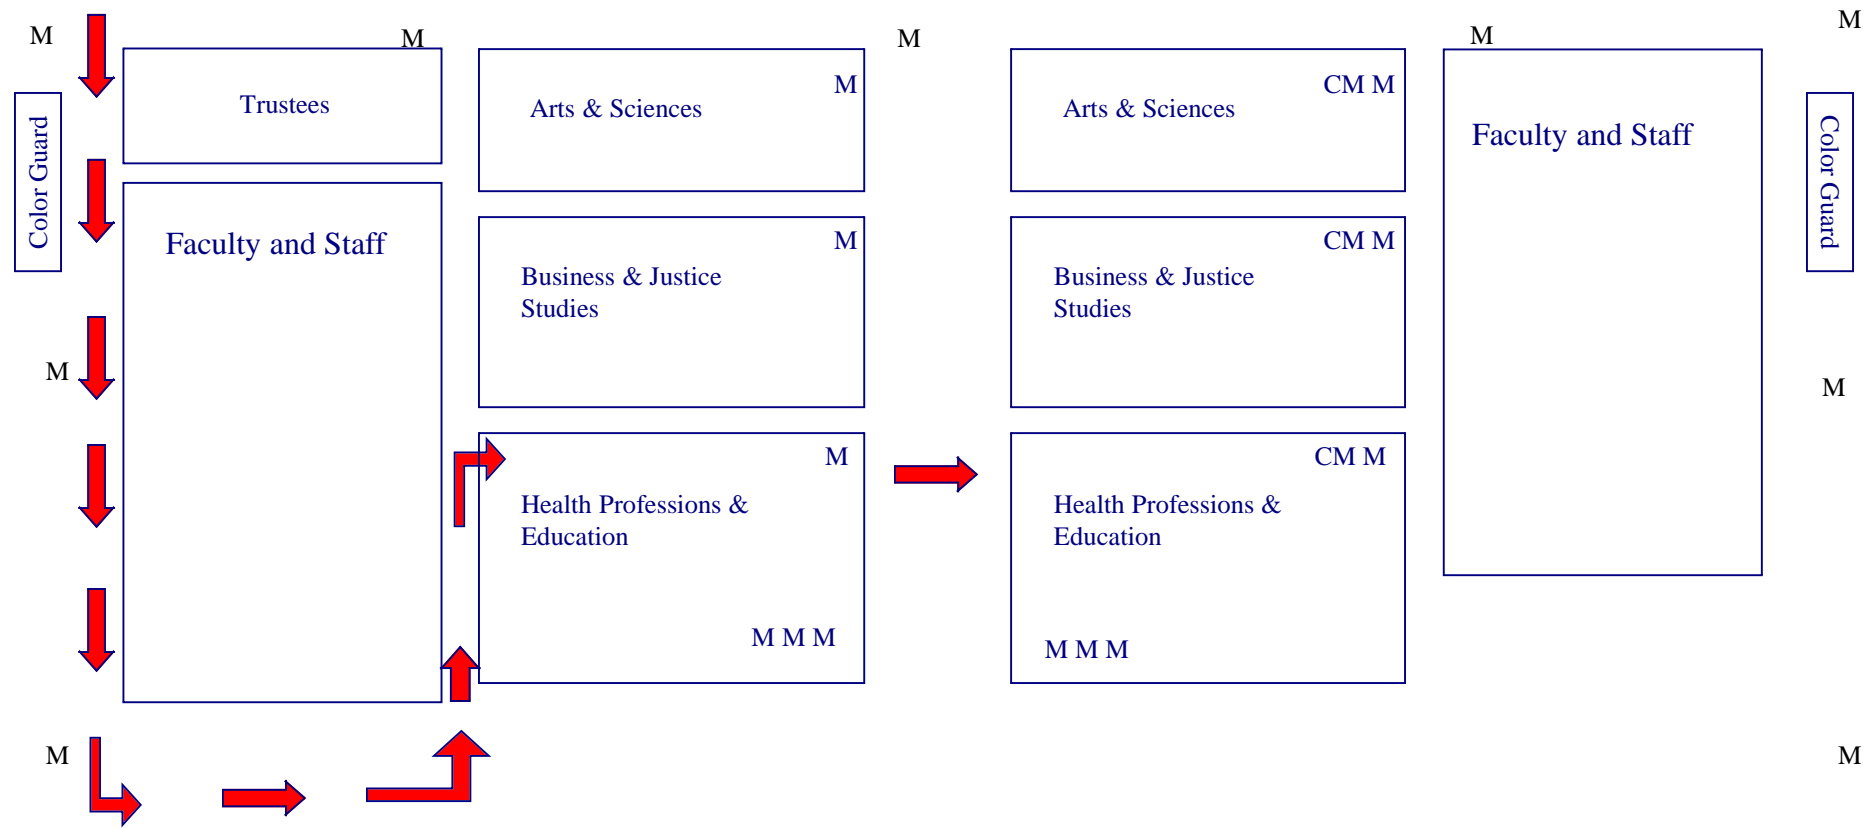 M
M
M
M
M
Color Guard
Trustees
Arts & Sciences
M
Arts & Sciences
CM M
Faculty and Staff
Color Guard
Faculty and Staff
Business & Justice
Studies
M
Business & Justice
Studies
CM M
M
M
Health Professions &
Education
M
M M M
Health Professions &
Education
CM M
M M M
M
M